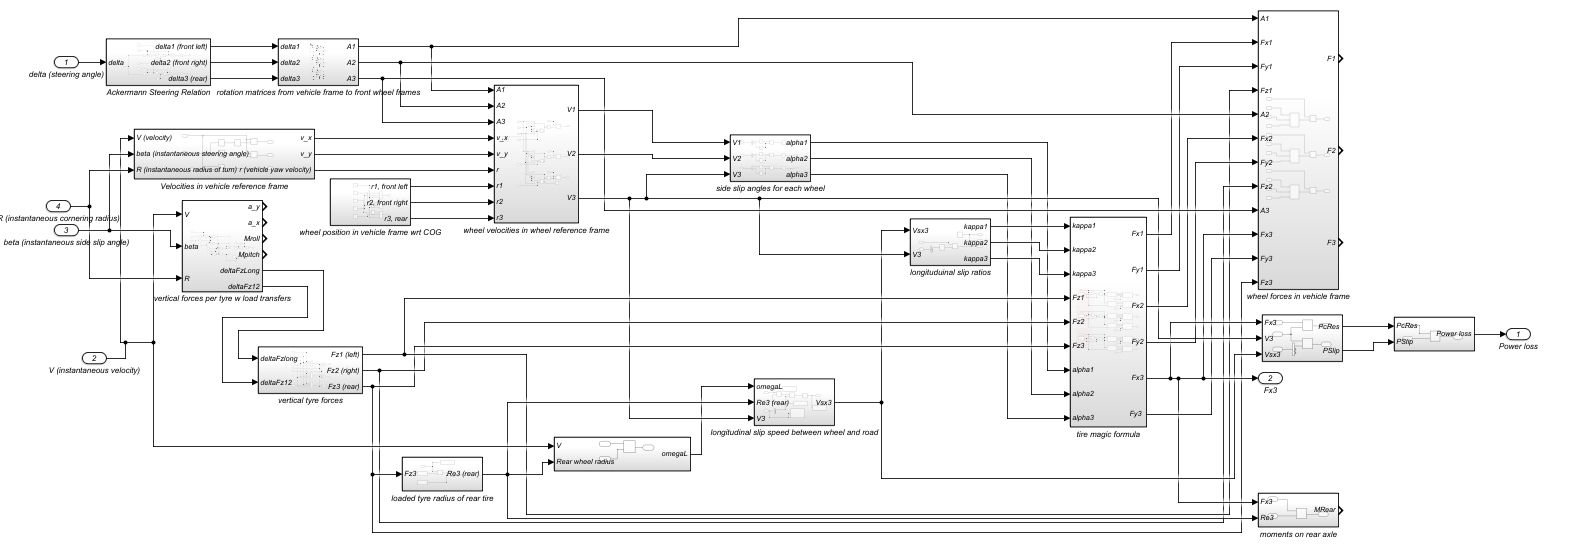 1
delta (steering angle)
delta
delta1 (front left)
delta2 (front right)
delta3 (rear)
Ackermann Steering Relation
delta1
delta2
delta3
A1
A2
A3
rotation matrices from vehicle frame to front wheel frames
V (velocity)
beta (instantaneous steering angle)
R (instantaneous radius of turn)
v_x
v_y
r (vehicle yaw velocity)
Velocities in vehicle reference frame
4
R (instantaneous cornering radius)
3
beta (instantaneous side slip angle)
2
V (instantaneous velocity)
V
beta
R
a_y
a_x
Mroll
Mpitch
deltaFzLong
deltaFz12
vertical forces per tyre w load transfers
r1, front left
r2, front right
r3, rear
wheel position in vehicle frame wrt COG
A1
A2
A3
v_x
v_y
r
r1
r2
r3
V1
V2
V3
wheel velocities in wheel reference frame
V1
V2
V3
alpha1
alpha2
alpha3
side slip angles for each wheel
Vsx3
V3
kappa1
kappa2
kappa3
longituduinal slip ratios
deltaFzlong
deltaFz12
Fz1 (left)
Fz2 (right)
Fz3 (rear)
vertical tyre forces
Fz3
Re3 (rear)
loaded tyre radius of rear tire
V
Rear wheel radius
omegaL
omegaL
Re3 (rear)
V3
Vsx3
longitudinal slip speed between wheel and road
kappa1
kappa2
kappa3
Fz1
Fz2
Fz3
alpha1
alpha2
alpha3
Fx1
Fy1
Fx2
Fy2
Fx3
Fy3
tire magic formula
A1
Fx1
Fy1
Fz1
A2
Fx2
Fy2
Fz2
A3
Fx3
Fy3
Fz3
F1
F2
F3
wheel forces in vehicle frame
Fx3
V3
Vsx3
PcRes
PSlip
PcRes
PSlip
Power loss
1
Power loss
2
Fx3
Fx3
Re3
MRear
moments on rear axle